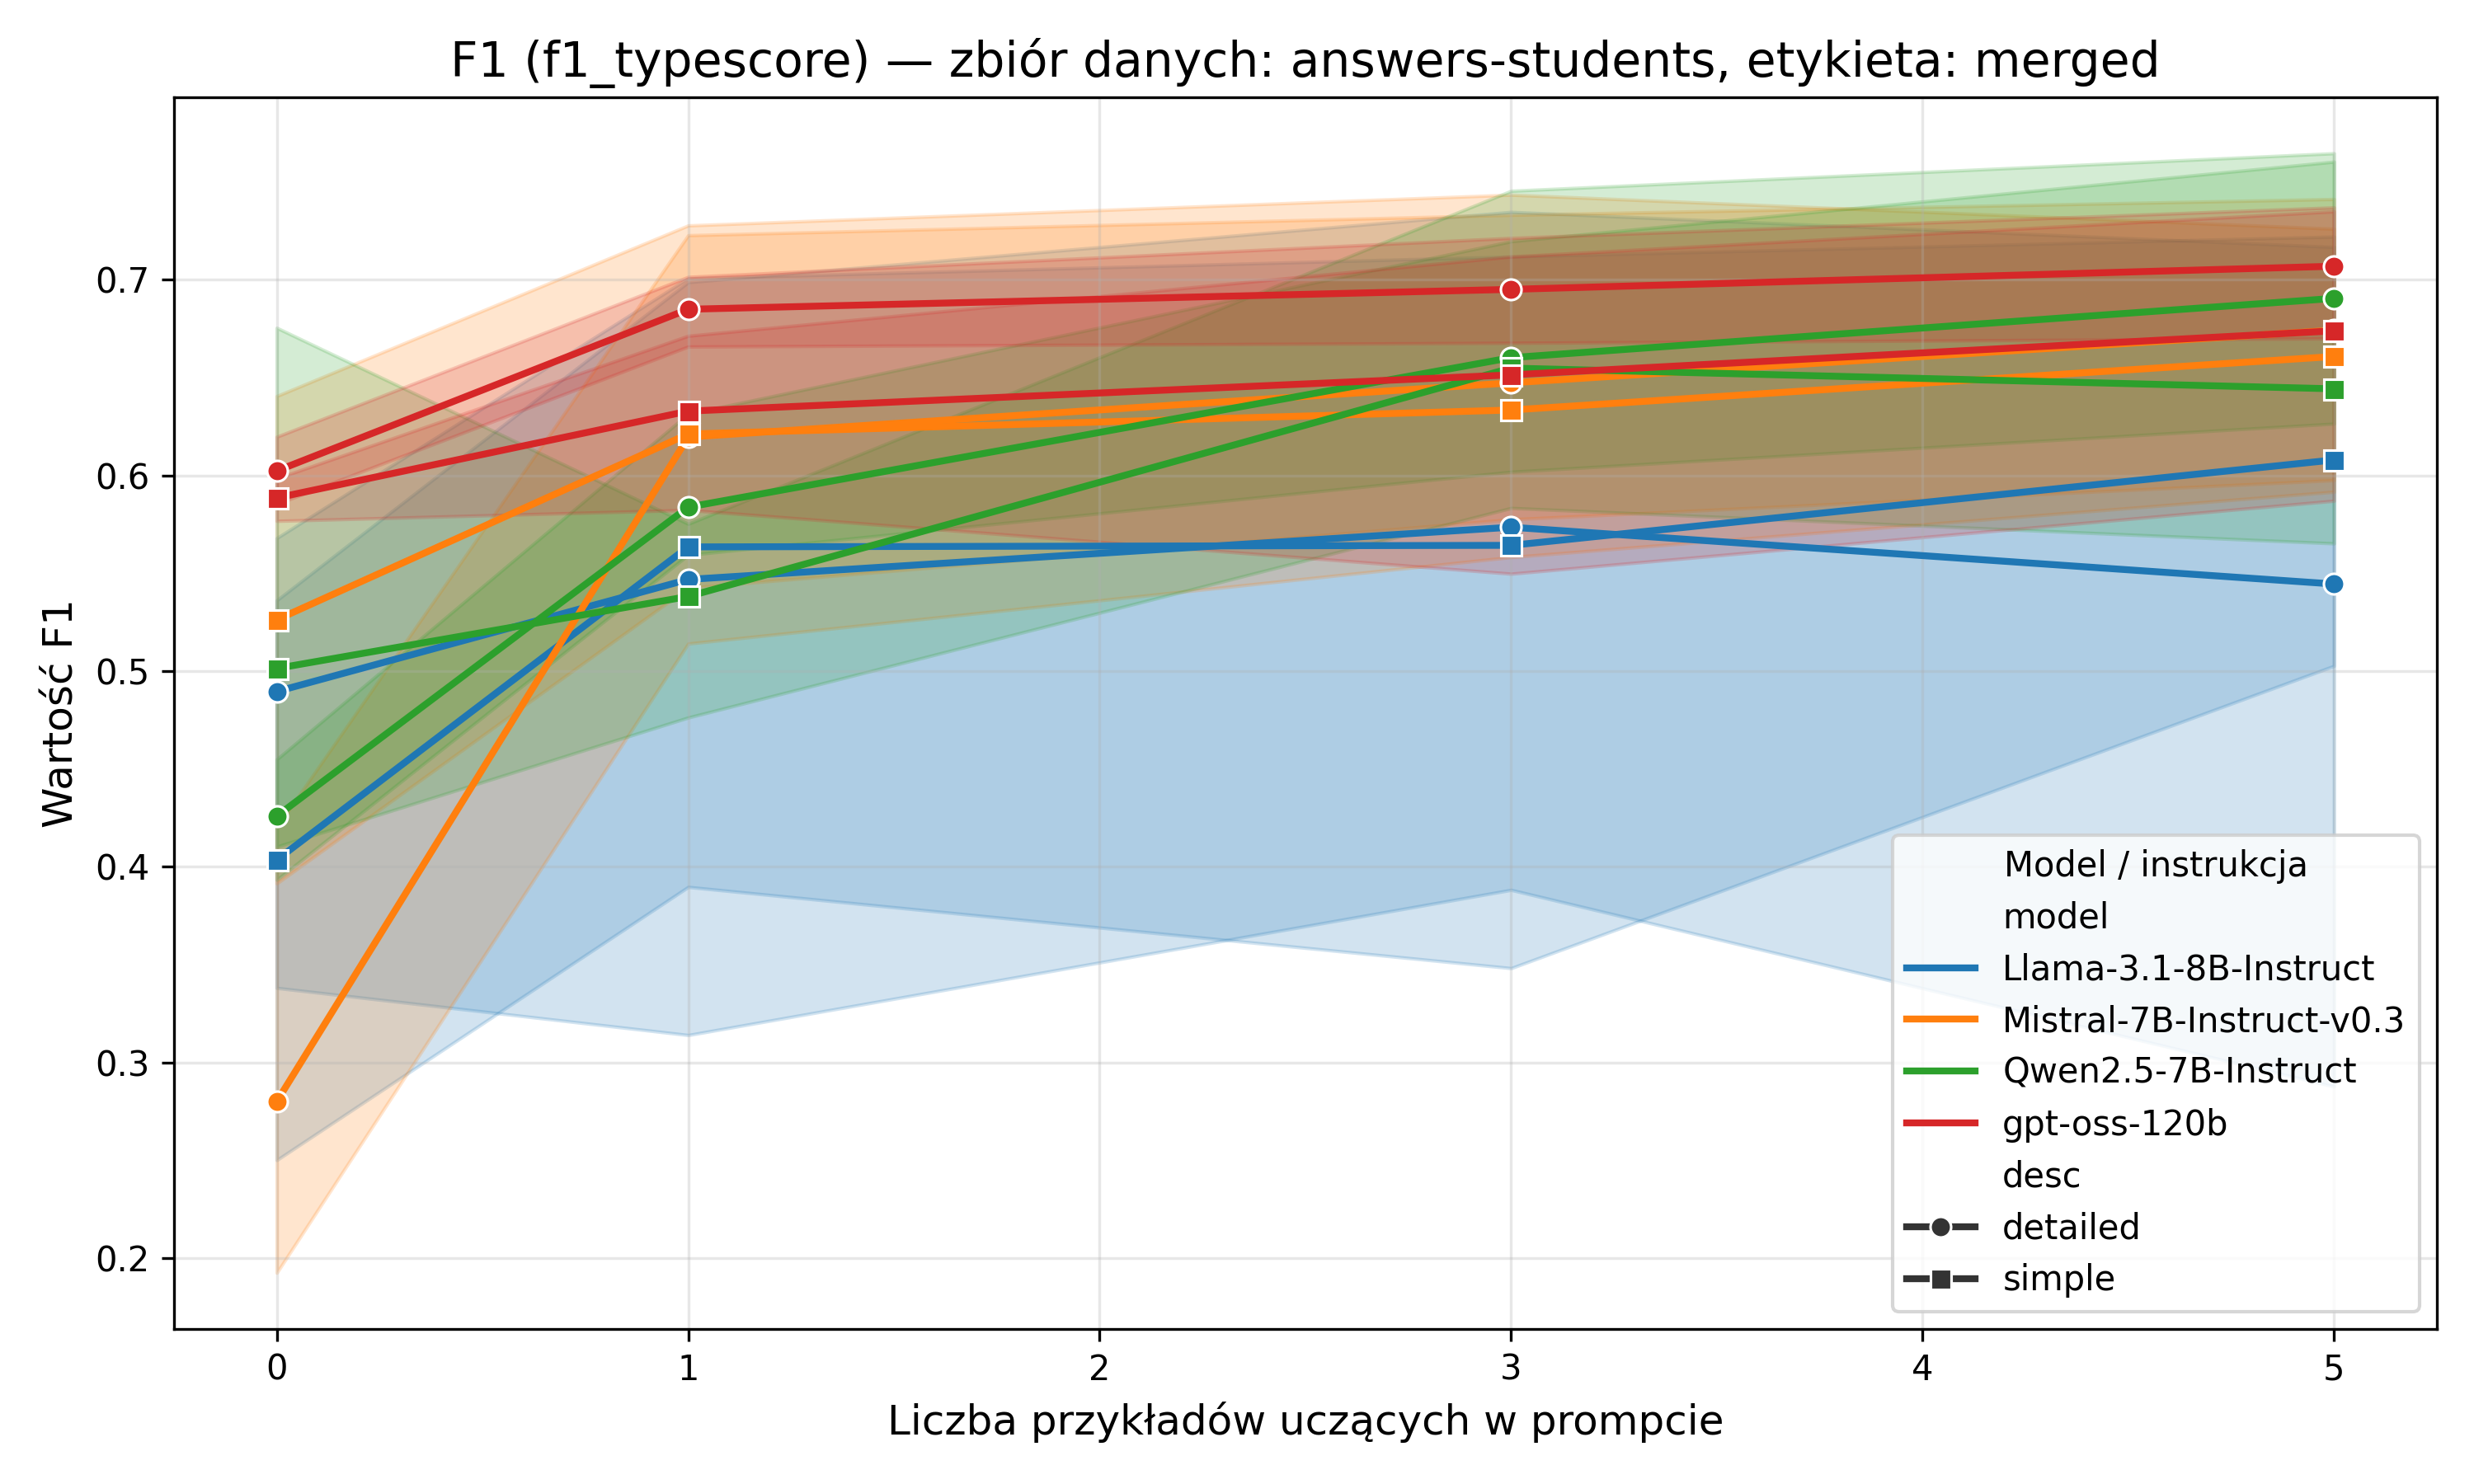 F1 (f1_typescore) — zbiór danych: answers-students, etykieta: merged
Wartość F1
0.7
0.6
0.5
0.4
0.3
0.2
0 1 2 3 4 5
Liczba przykładów uczących w prompcie
Model / instrukcja
model
Llama-3.1-8B-Instruct
Mistral-7B-Instruct-v0.3
Qwen2.5-7B-Instruct
gpt-oss-120b
desc
detailed
simple